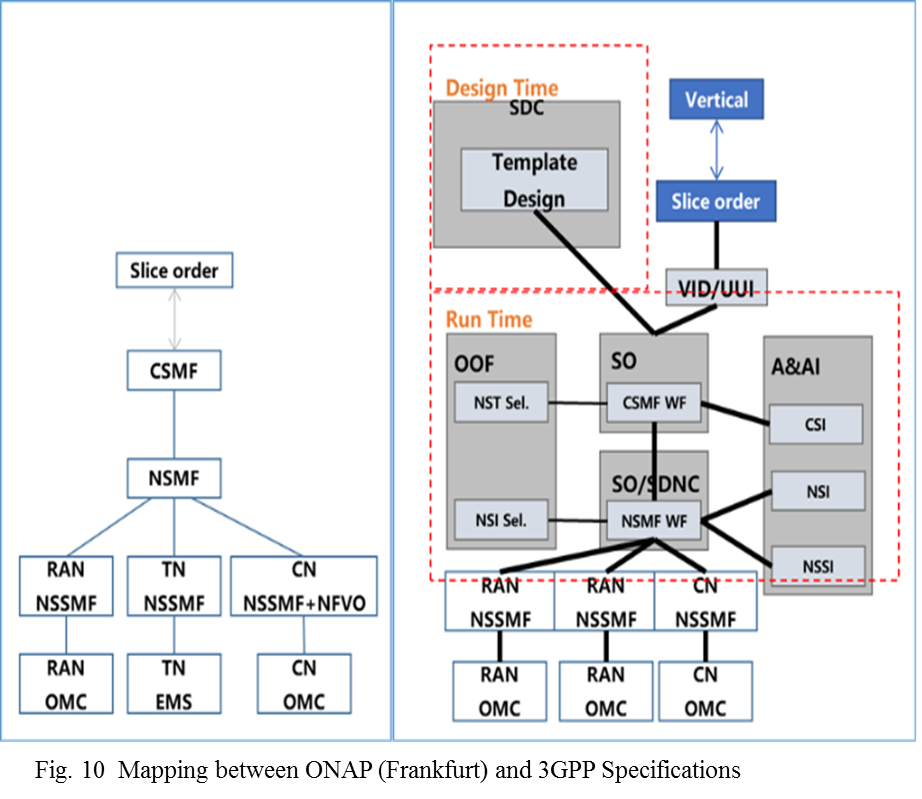 Slice order
CSMF
NSMF
RAN
NSSMF
TN
NSSMF
CN
NSSMF+NFVO
RAN
OMC
TN
EMS
CN
OMC
Design Time
SDC
Template
Design
Vertical
Slice order
VID/UUI
Run Time
OOF
NST Sel.
NSI Sel.
SO
CSMF WF
SO/SDNC
NSMF WF
A&AI
CSI
NSI
NSSI
RAN
NSSMF
RAN
NSSMF
CN
NSSMF
RAN
OMC
RAN
OMC
CN
OMC
Fig. 10 Mapping between ONAP (Frankfurt) and 3GPP Specifications